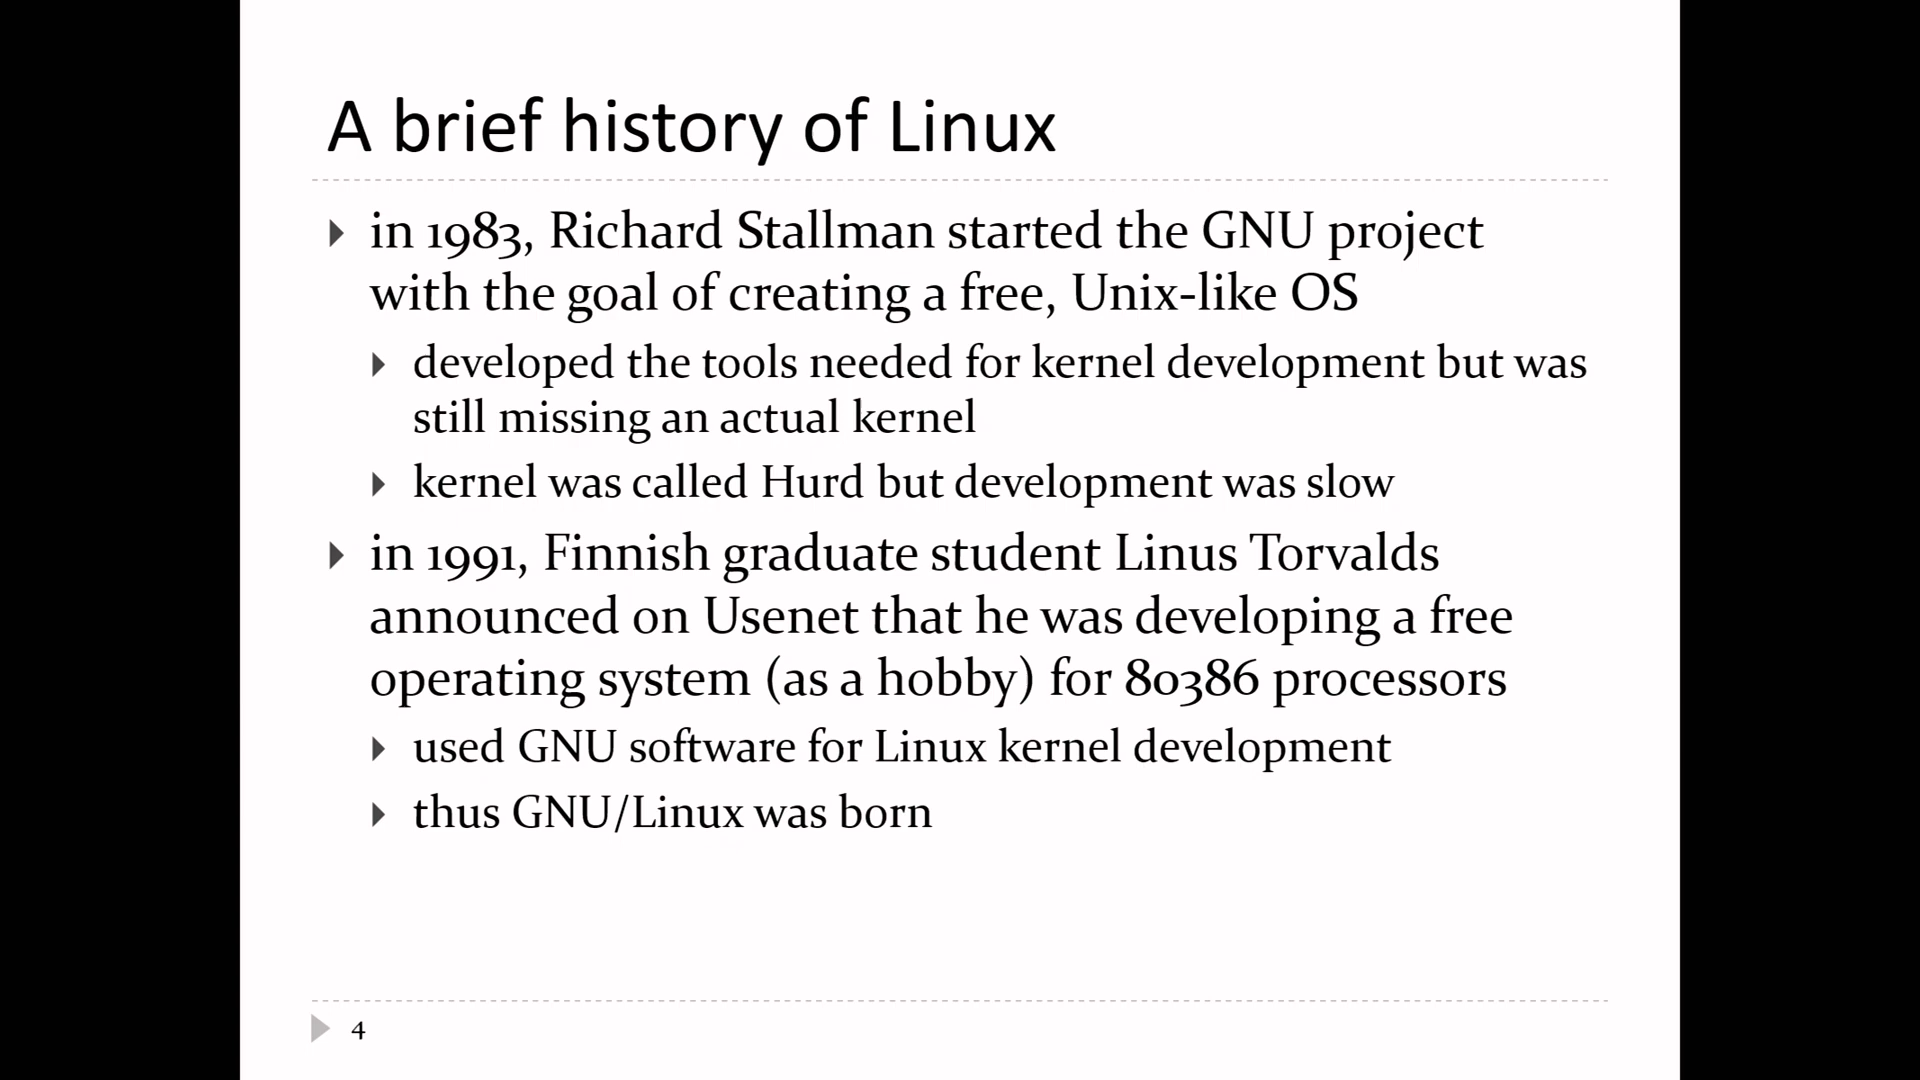 A brief history of Linux
in 1983, Richard Stallman started the GNU project
with the goal of creating a free, Unix-like OS
developed the tools needed for kernel development but was
still missing an actual kernel
kernel was called Hurd but development was slow
in 1991, Finnish graduate student Linus Torvalds
announced on Usenet that he was developing a free
operating system (as a hobby) for 80386 processors
used GNU software for Linux kernel development
thus GNU/Linux was born
4